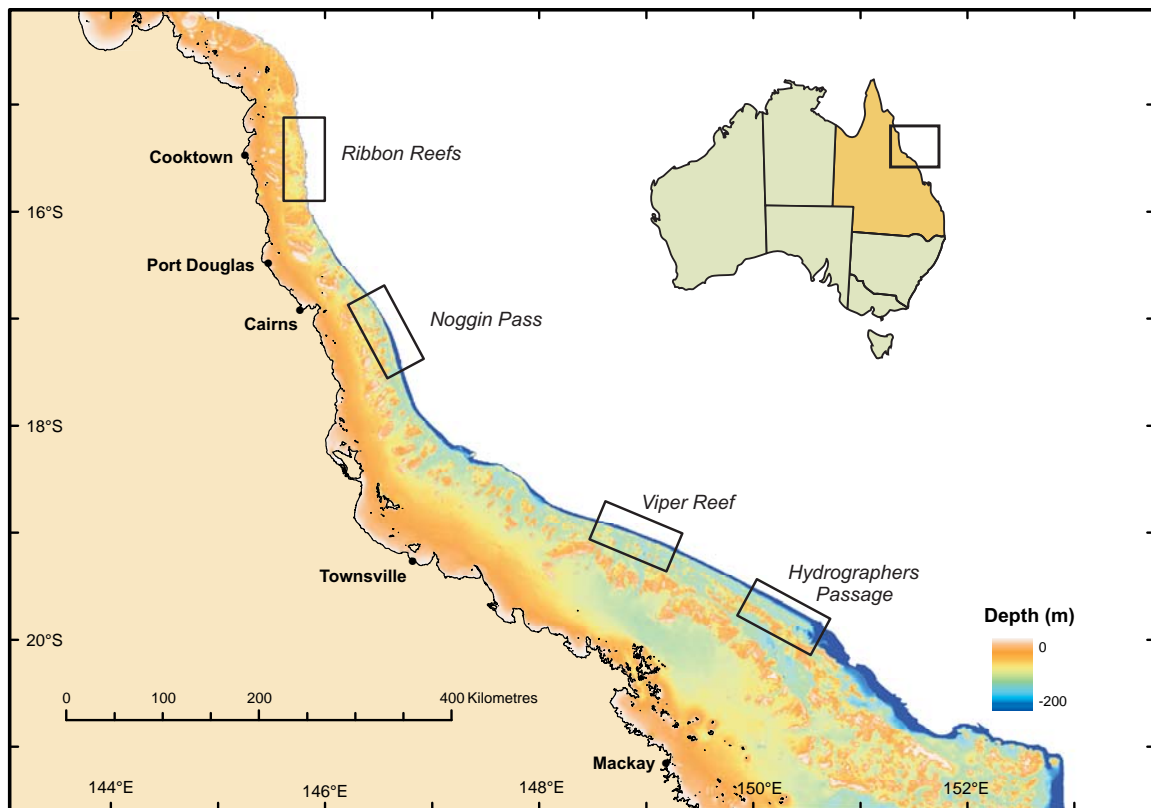 Cooktown
Ribbon Reefs
16°S
Port Douglas
Cairns
Noggin Pass
18°S
Viper Reef
Townsville
Hydrographers
Passage
Depth (m)
0
-200
20°S
0 100 200 400 Kilometres
Mackay
144°E 146°E 148°E 150°E 152°E